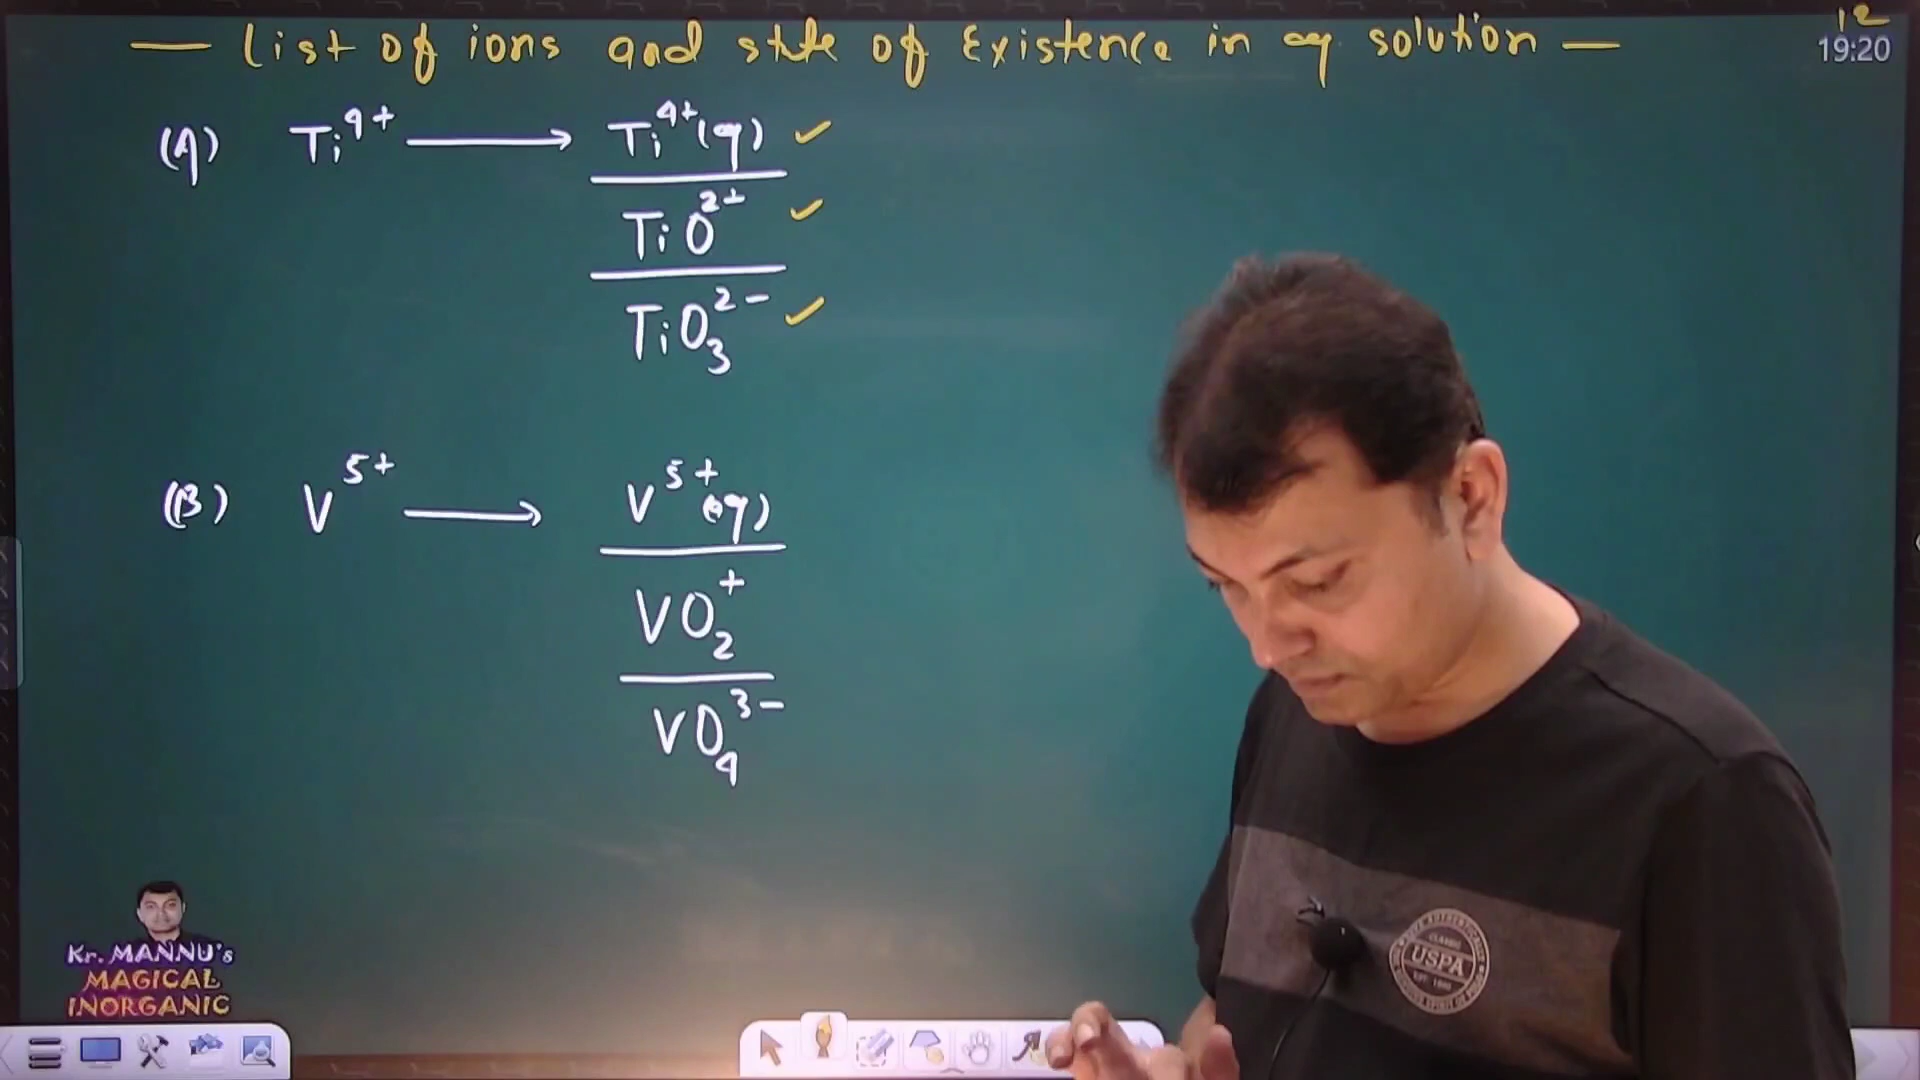 12
— List of ions and state of Existence in aq solution —
19:20
(A) Ti⁴⁺ ⟶ Ti⁴⁺(aq) ✓
TiO²⁺ ✓
TiO₃²⁻ ✓
(B) V⁵⁺ ⟶ V⁵⁺(aq)
VO₂⁺
VO₄³⁻
USPA
Kr. MANNU's
MAGICAL
INORGANIC